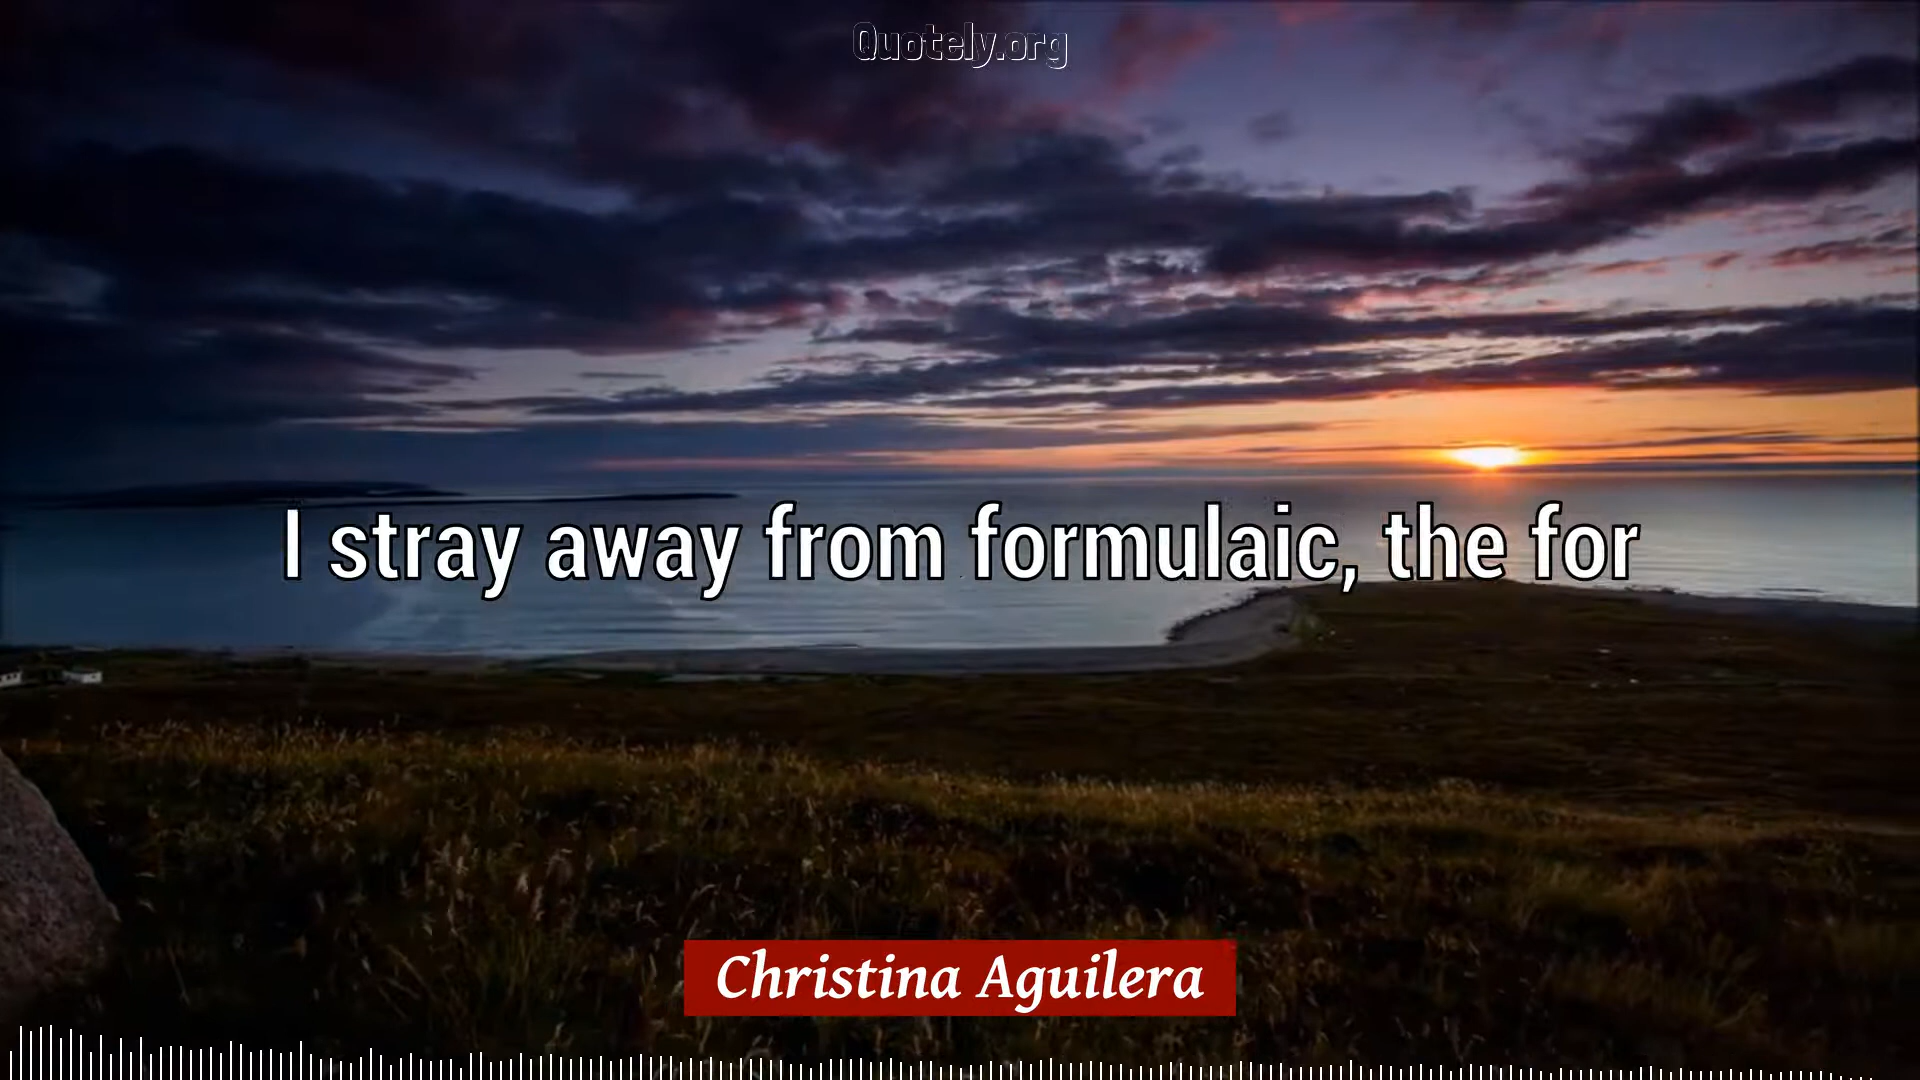 Quotely.org
I stray away from formulaic, the for
Christina Aguilera